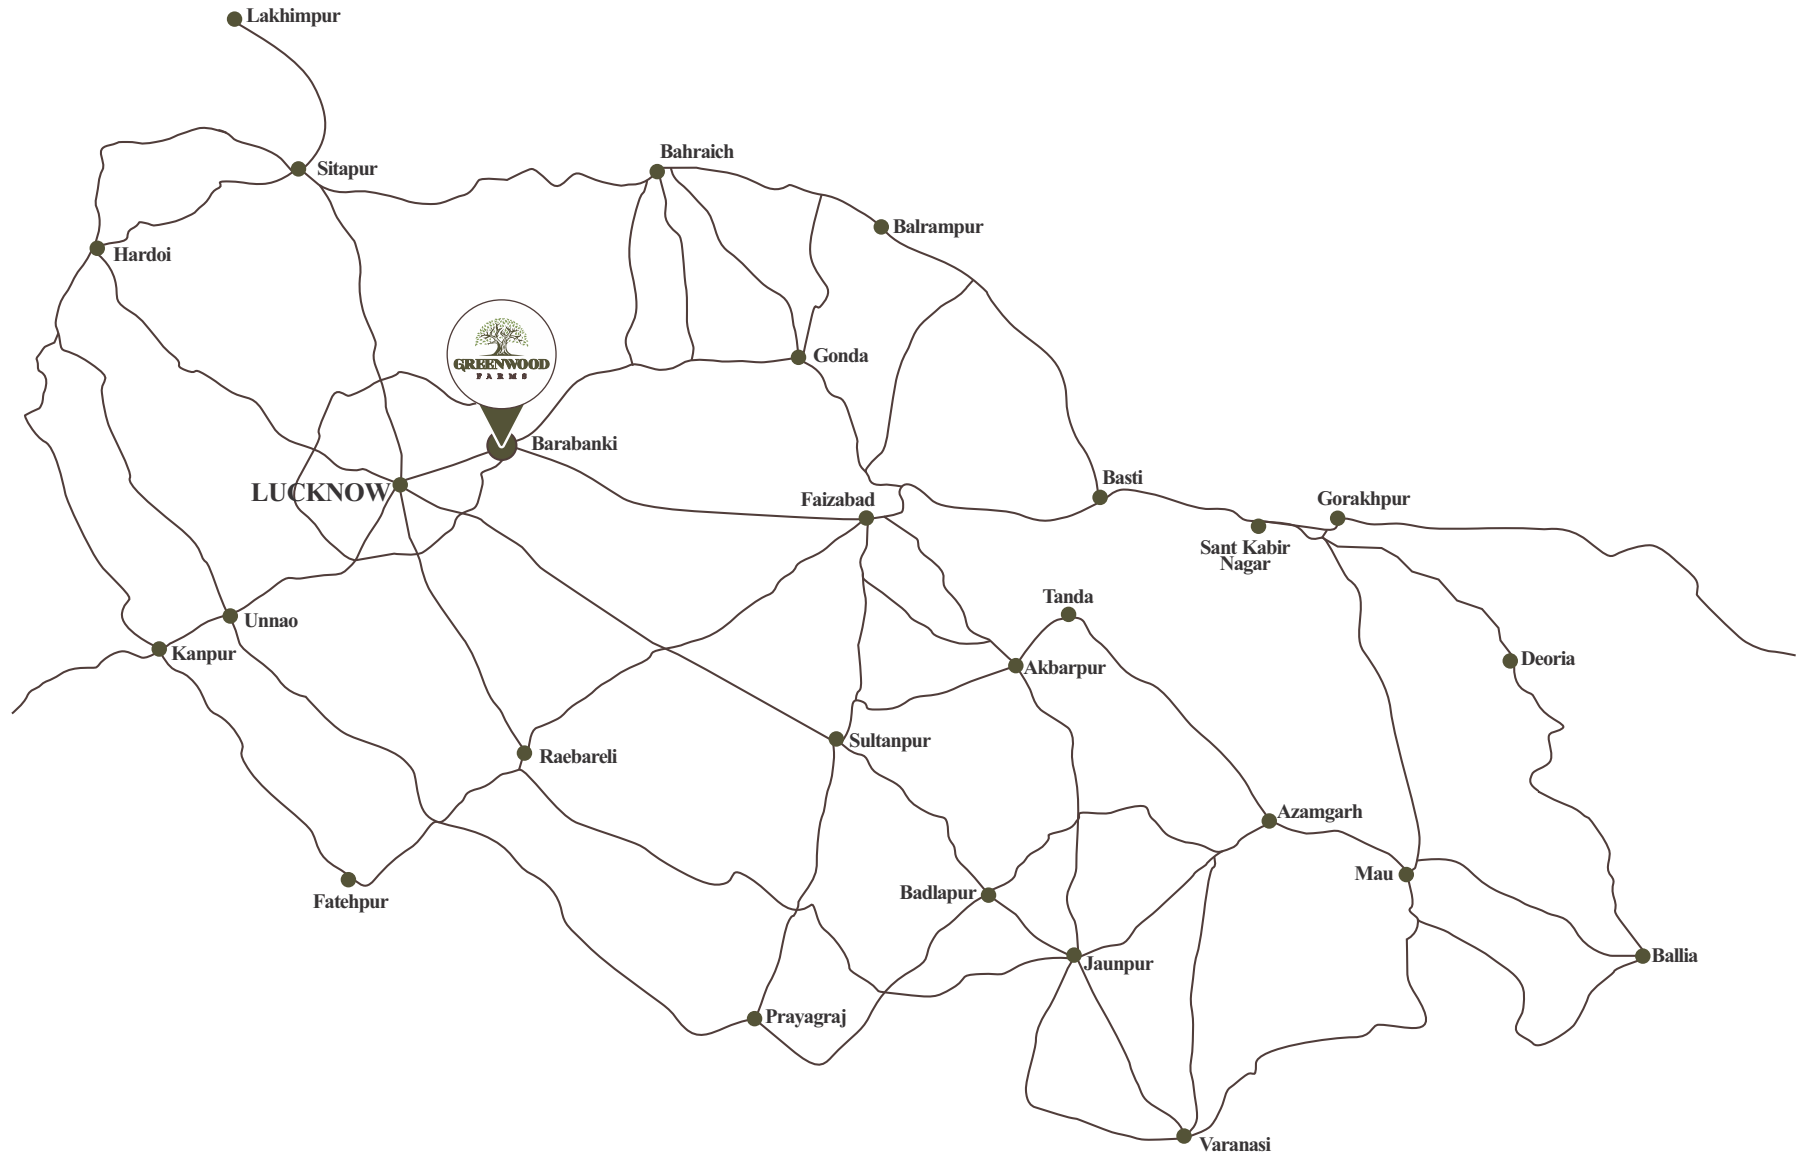 Lakhimpur
Bahraich
Sitapur
Balrampur
Hardoi
Gonda
GREENWOOD
FARMS
Barabanki
Basti
LUCKNOW
Faizabad
Gorakhpur
Sant Kabir
Nagar
Tanda
Unnao
Kanpur
Deoria
Akbarpur
Sultanpur
Raebareli
Azamgarh
Mau
Badlapur
Fatehpur
Ballia
Jaunpur
Prayagraj
Varanasi